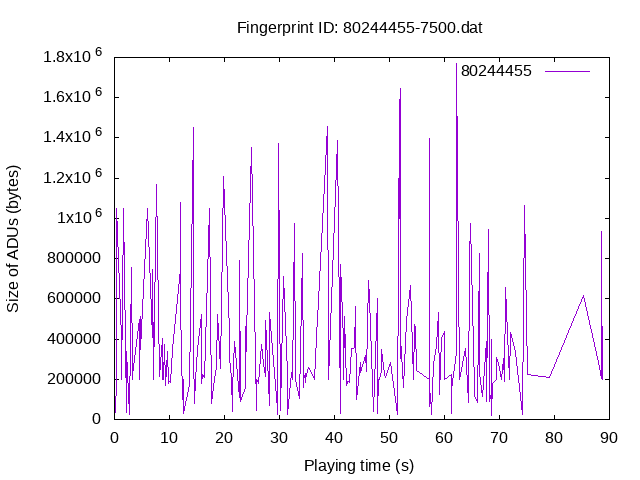 Fingerprint ID: 80244455-7500.dat
1.8x10 6
1.6x10 6
1.4x10 6
1.2x10 6
1x10 6
800000
600000
400000
200000
0
Size of ADUs (bytes)
80244455
0 10 20 30 40 50 60 70 80 90
Playing time (s)